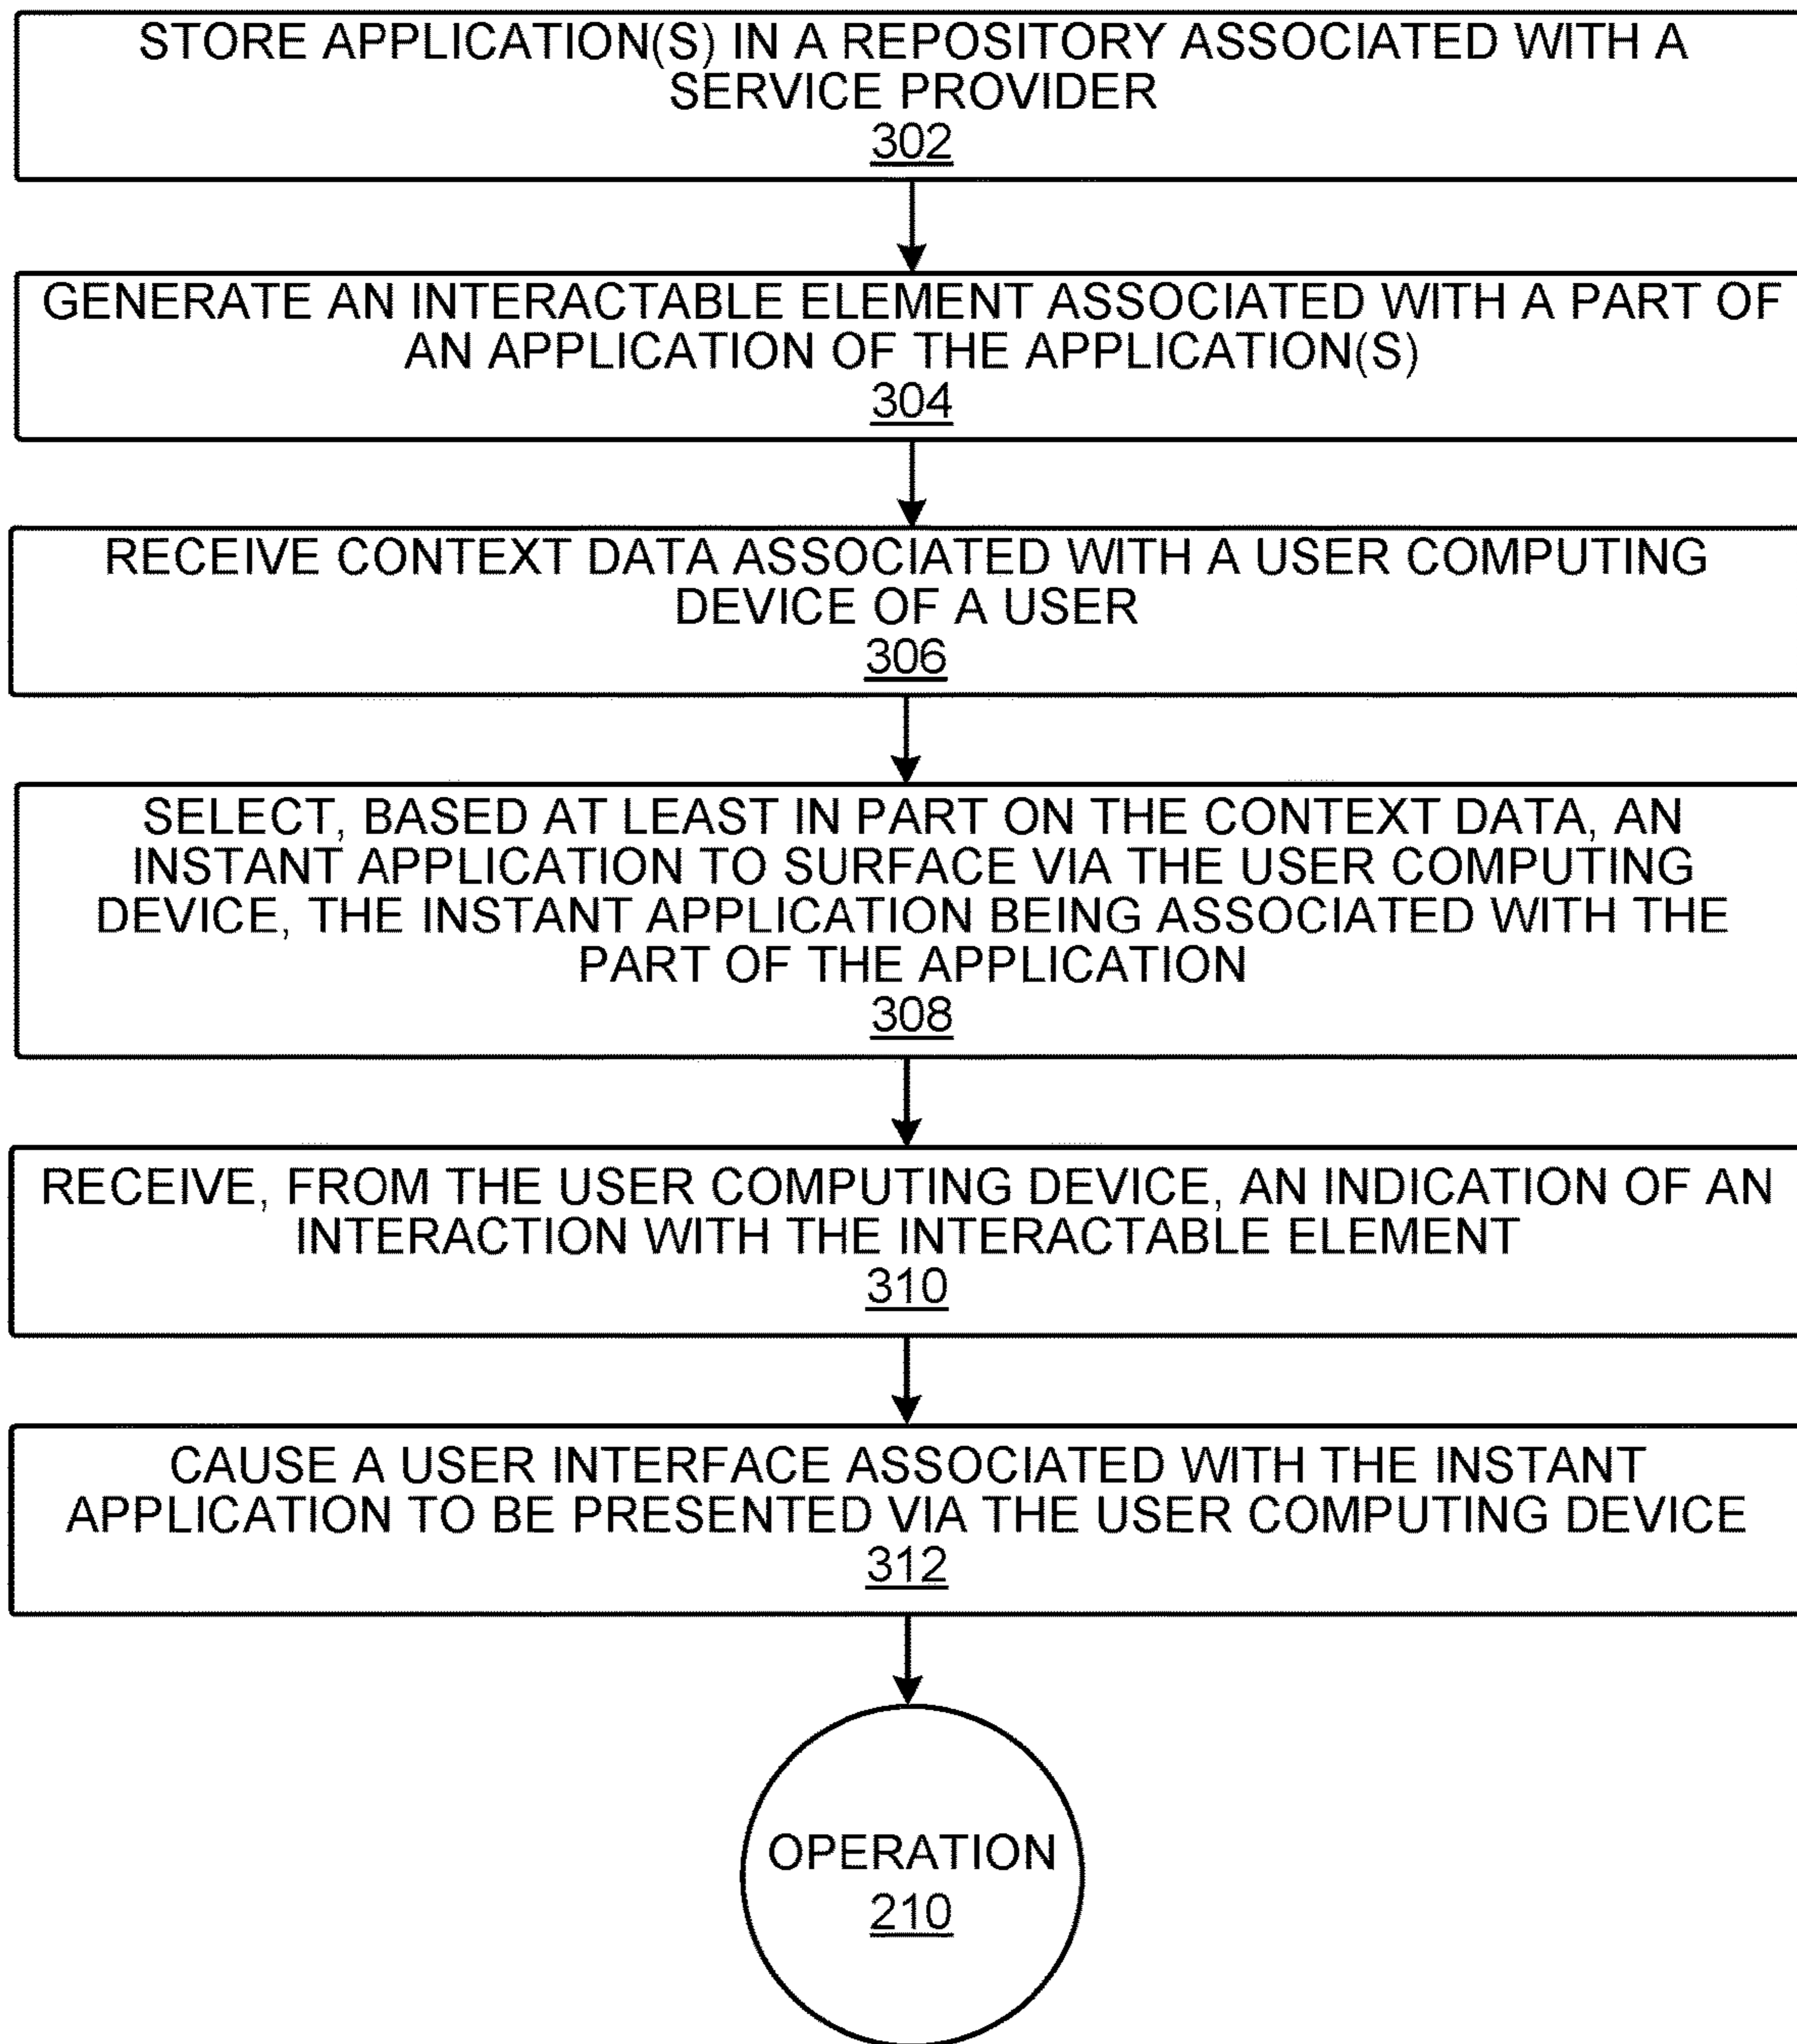 STORE APPLICATION(S) IN A REPOSITORY ASSOCIATED WITH A
SERVICE PROVIDER
302
GENERATE AN INTERACTABLE ELEMENT ASSOCIATED WITH A PART OF
AN APPLICATION OF THE APPLICATION(S)
304
RECEIVE CONTEXT DATA ASSOCIATED WITH A USER COMPUTING
DEVICE OF A USER
306
SELECT, BASED AT LEAST IN PART ON THE CONTEXT DATA, AN
INSTANT APPLICATION TO SURFACE VIA THE USER COMPUTING
DEVICE, THE INSTANT APPLICATION BEING ASSOCIATED WITH THE
PART OF THE APPLICATION
308
RECEIVE, FROM THE USER COMPUTING DEVICE, AN INDICATION OF AN
INTERACTION WITH THE INTERACTABLE ELEMENT
310
CAUSE A USER INTERFACE ASSOCIATED WITH THE INSTANT
APPLICATION TO BE PRESENTED VIA THE USER COMPUTING DEVICE
312
OPERATION
210